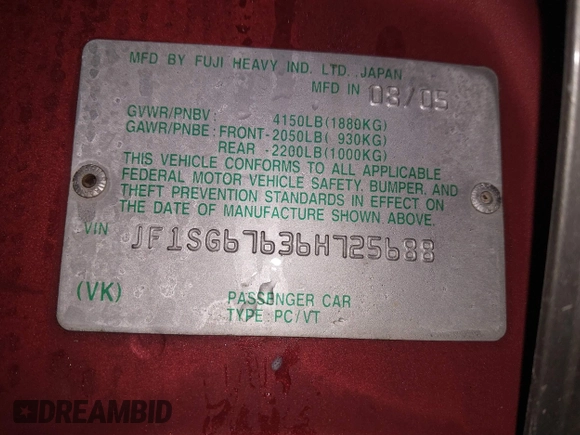 MFD BY FUJI HEAVY IND. LTD. JAPAN
MFD IN 03/05
GVWR/PNBV: 4150LB(1880KG)
GAWR/PNBE: FRONT-2050LB( 930KG)
REAR -2200LB(1000KG)
THIS VEHICLE CONFORMS TO ALL APPLICABLE
FEDERAL MOTOR VEHICLE SAFETY, BUMPER, AND
THEFT PREVENTION STANDARDS IN EFFECT ON
THE DATE OF MANUFACTURE SHOWN ABOVE.
VIN JF1SG67636H725688
(VK) PASSENGER CAR
TYPE PC/VT
DREAMBID